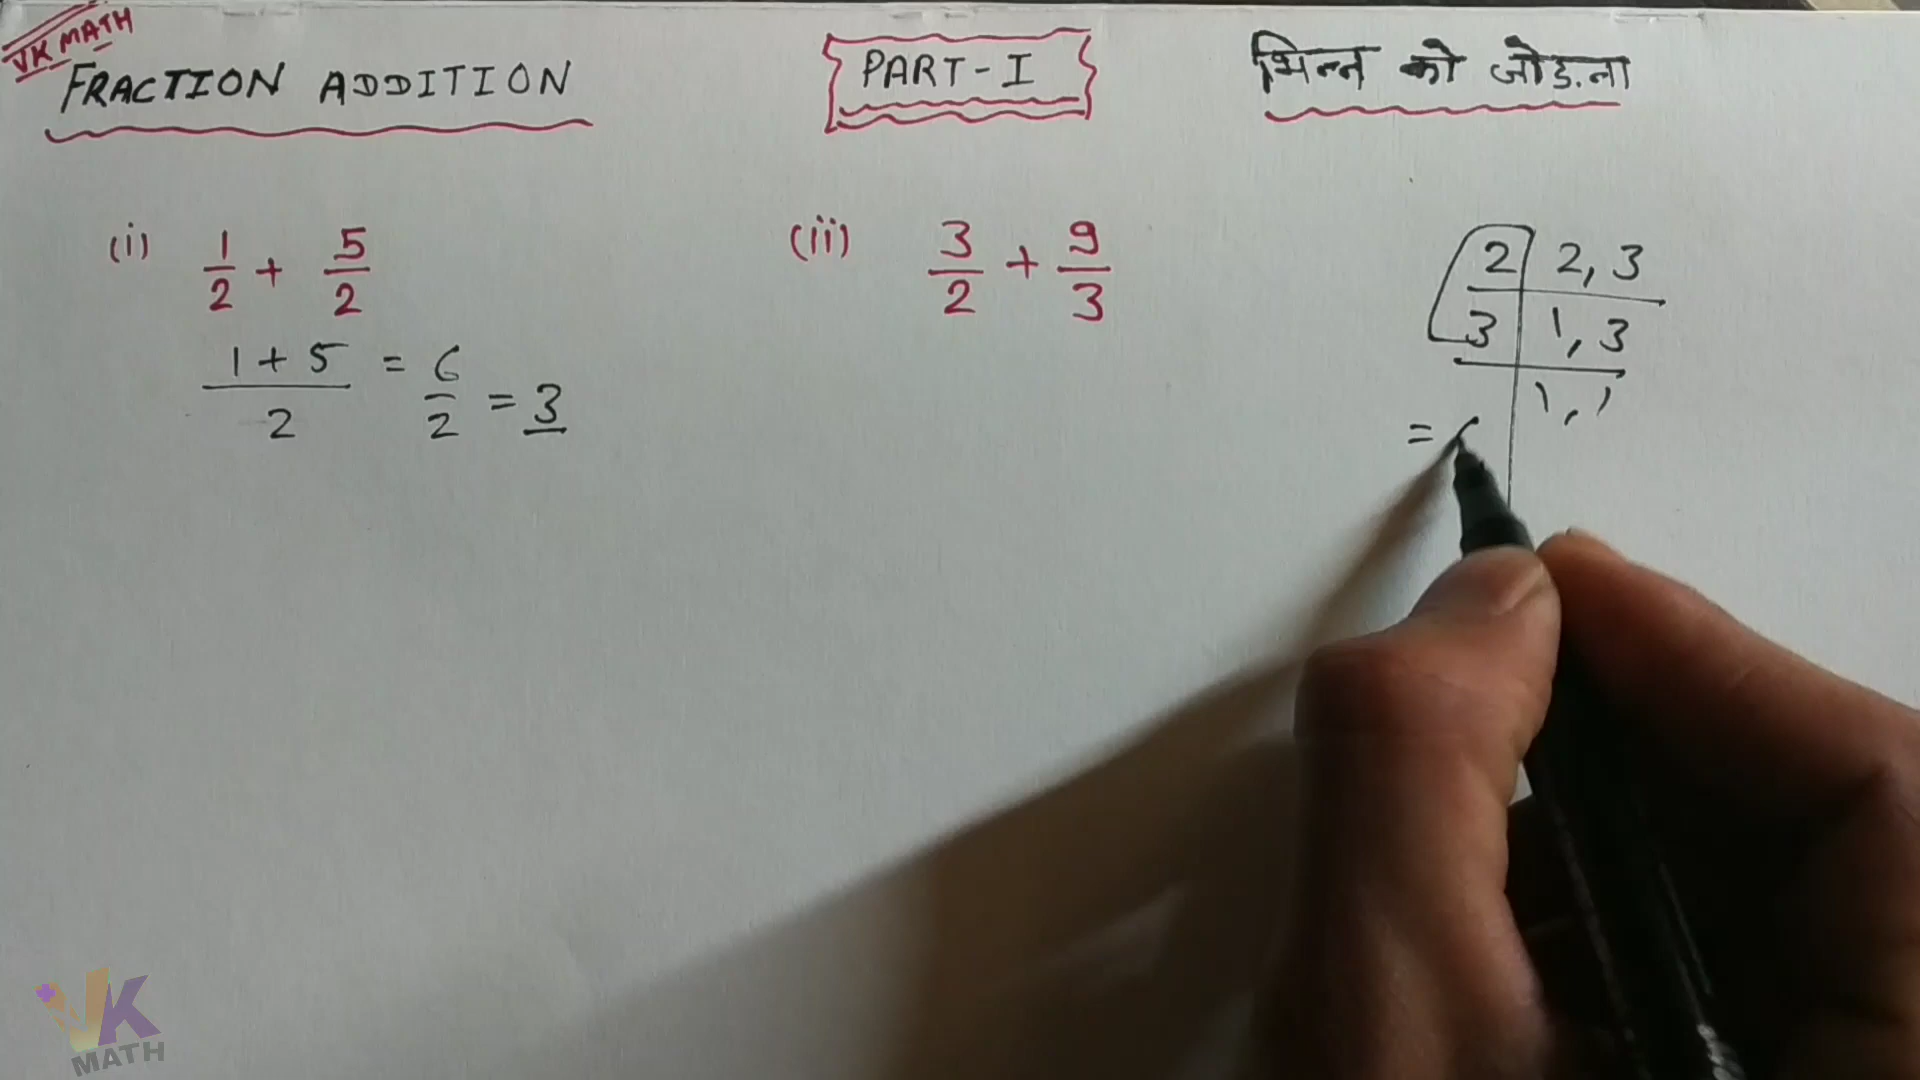 VK MATH
FRACTION ADDITION
PART-I
भिन्न को जोड़ना
(i) 1/2 + 5/2
1+5/2 = 6/2 = 3
(ii) 3/2 + 9/3
2 | 2, 3
3 | 1, 3
1, 1
= 6
VK
MATH